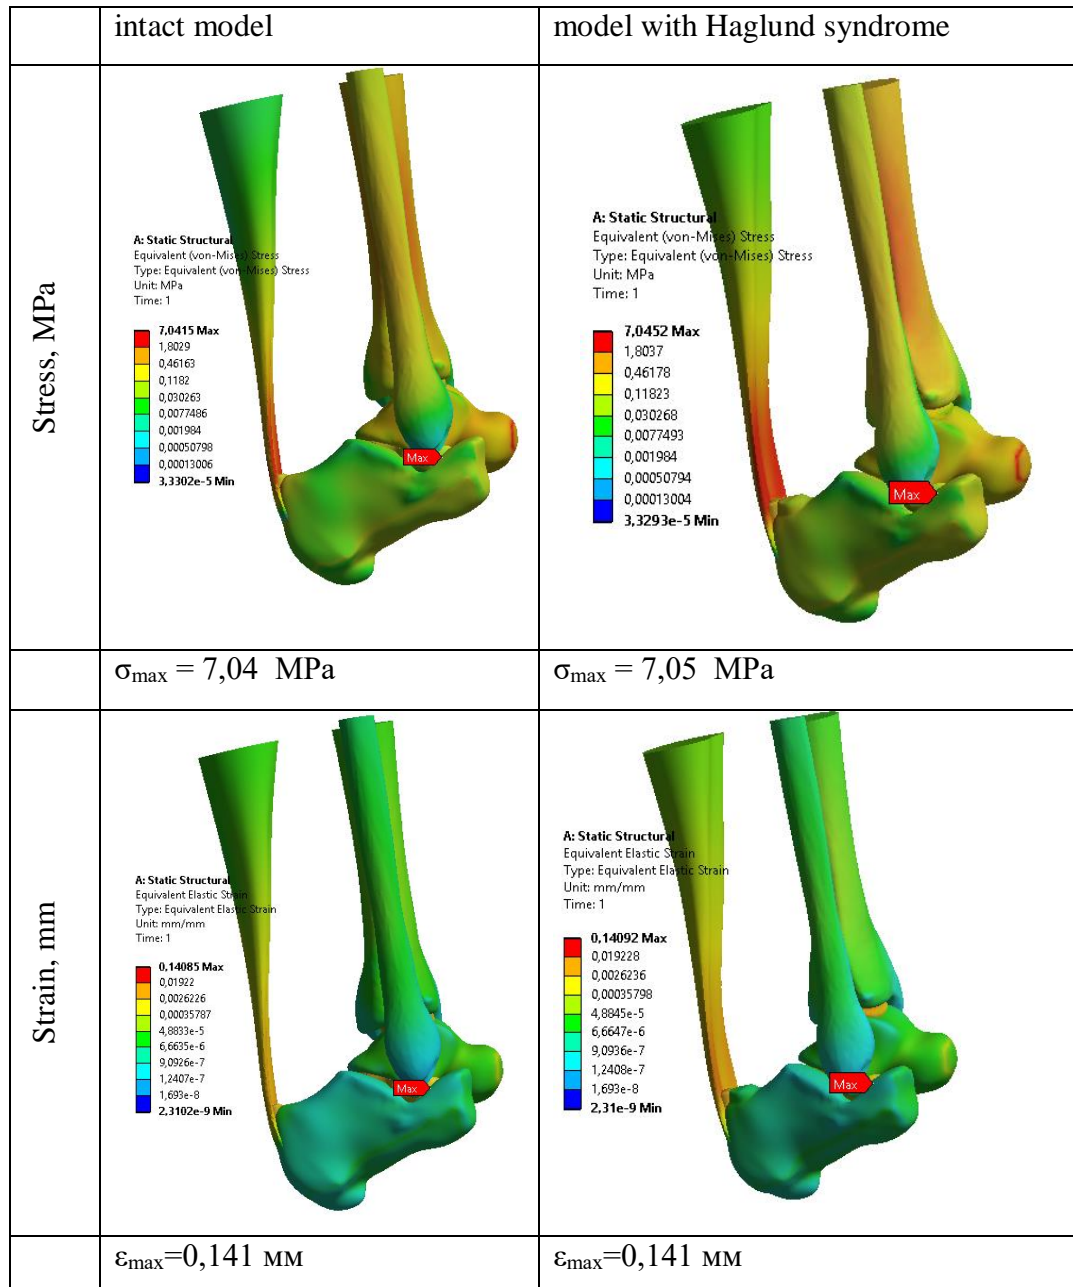 intact model
model with Haglund syndrome
Stress, MPa
A: Static Structural
Equivalent (von-Mises) Stress
Type: Equivalent (von-Mises) Stress
Unit: MPa
Time: 1
7,0415 Max
1,8029
0,46163
0,1182
0,030263
0,0077486
0,001984
0,00050798
0,00013006
3,3302e-5 Min
Max
A: Static Structural
Equivalent (von-Mises) Stress
Type: Equivalent (von-Mises) Stress
Unit: MPa
Time: 1
7,0452 Max
1,8037
0,46178
0,11823
0,030268
0,0077493
0,001984
0,00050794
0,00013004
3,3293e-5 Min
Max
σmax = 7,04 MPa
σmax = 7,05 MPa
Strain, mm
A: Static Structural
Equivalent Elastic Strain
Type: Equivalent Elastic Strain
Unit: mm/mm
Time: 1
0,14085 Max
0,01922
0,0026226
0,00035787
4,8833e-5
6,6635e-6
9,0926e-7
1,2407e-7
1,693e-8
2,3102e-9 Min
Max
A: Static Structural
Equivalent Elastic Strain
Type: Equivalent Elastic Strain
Unit: mm/mm
Time: 1
0,14092 Max
0,019228
0,0026236
0,00035798
4,8845e-5
6,6647e-6
9,0936e-7
1,2408e-7
1,693e-8
2,31e-9 Min
Max
εmax=0,141 мм
εmax=0,141 мм